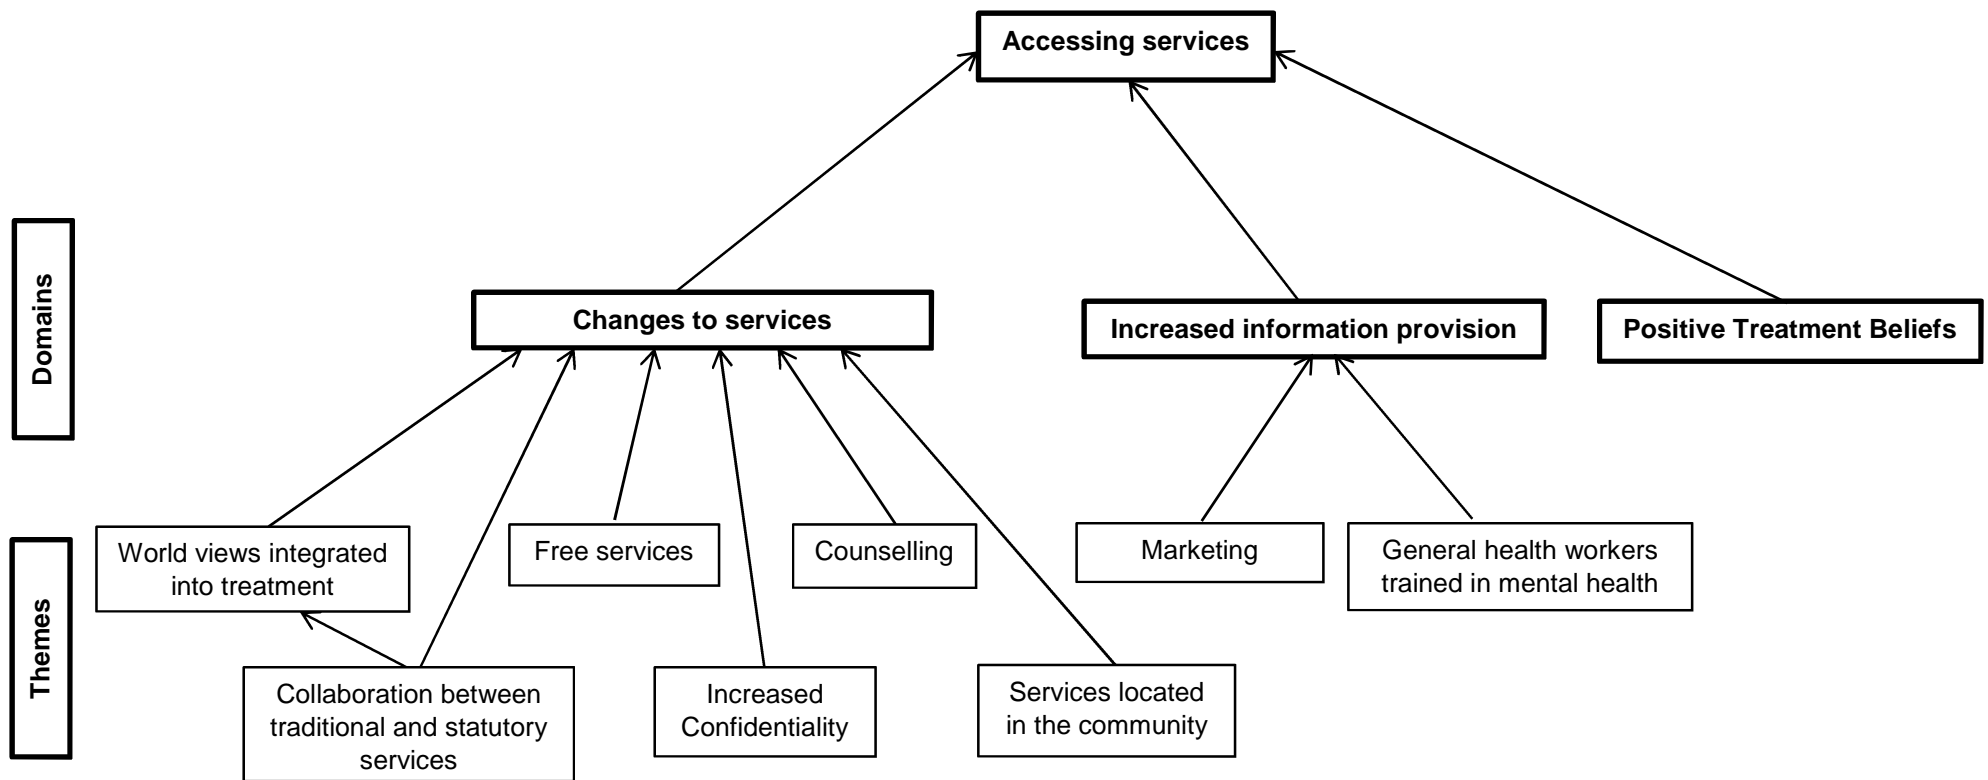 Accessing services
Domains
Changes to services
Increased information provision
Positive Treatment Beliefs
Themes
World views integrated
into treatment
Free services
Counselling
Marketing
General health workers
trained in mental health
Collaboration between
traditional and statutory
services
Increased
Confidentiality
Services located
in the community